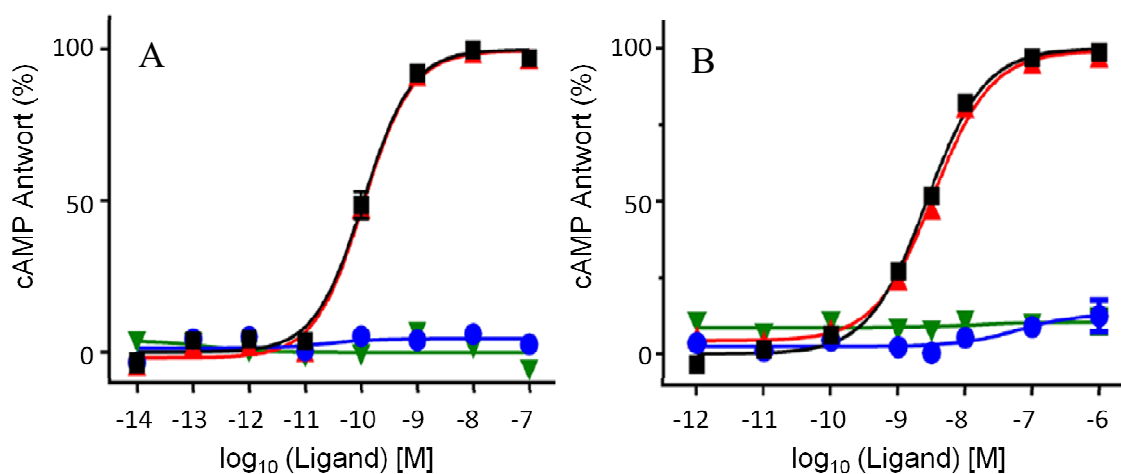 A
cAMP Antwort (%)
100
50
0
-14 -13 -12 -11 -10 -9 -8 -7
log10 (Ligand) [M]
B
cAMP Antwort (%)
100
50
0
-12 -11 -10 -9 -8 -7 -6
log10 (Ligand) [M]